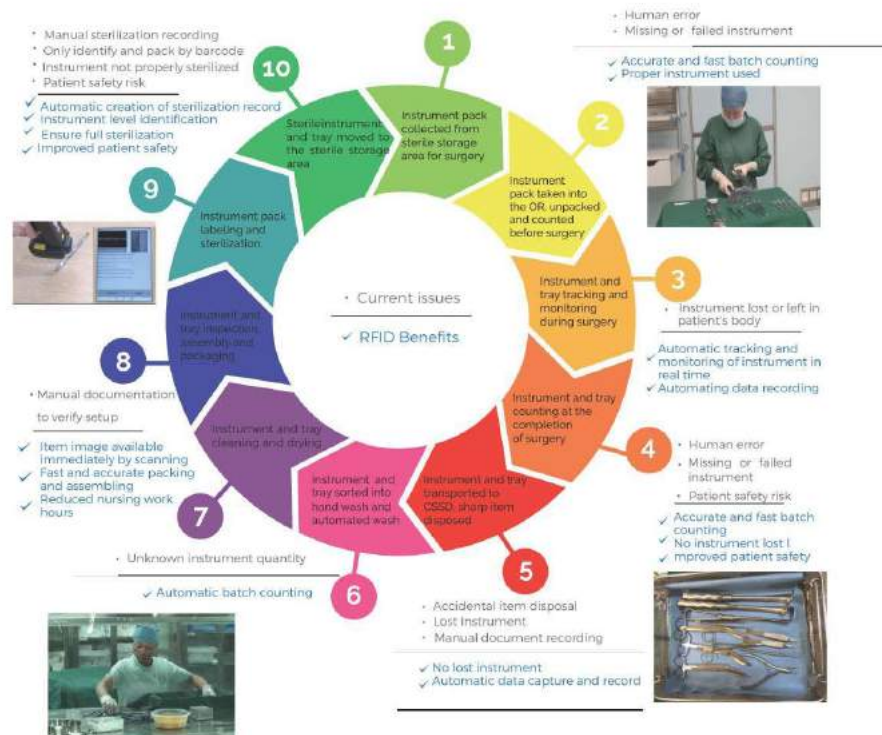 • Manual sterilization recording
• Only identify and pack by barcode
• Instrument not properly sterilized
• Patient safety risk
✓ Automatic creation of sterilization record
✓ Instrument level identification
✓ Ensure full sterilization
✓ Improved patient safety
10
Sterileinstrument
and tray moved to
the sterile storage
area
1
Instrument pack
collected from
sterile storage
area for surgery
• Human error
• Missing or failed instrument
✓ Accurate and fast batch counting
✓ Proper instrument used
2
Instrument
pack taken into
the OR, unpacked
and counted
before surgery
3
Instrument and
tray tracking and
monitoring
during surgery
• Instrument lost or left in
patient's body
✓ Automatic tracking and
monitoring of instrument in
real time
✓ Automating data recording
4
Instrument and tray
counting at the
completion
of surgery
• Human error
• Missing or failed
instrument
• Patient safety risk
✓ Accurate and fast batch
counting
✓ No instrument lost I
✓ mproved patient safety
5
Instrument and tray
transported to
CSSD, sharp item
disposed
• Accidental item disposal
• Lost Instrument
• Manual document recording
✓ No lost instrument
✓ Automatic data capture and record
6
Instrument and
tray sorted into
hand wash and
automated wash
• Unknown instrument quantity
✓ Automatic batch counting
7
Instrument and tray
cleaning and drying
8
Instrument and
tray inspection,
assembly and
packaging
• Manual documentation
to verify setup
✓ Item image available
immediately by scanning
✓ Fast and accurate packing
and assembling
✓ Reduced nursing work
hours
9
Instrument pack
labeling and
sterilization
• Current issues
✓ RFID Benefits